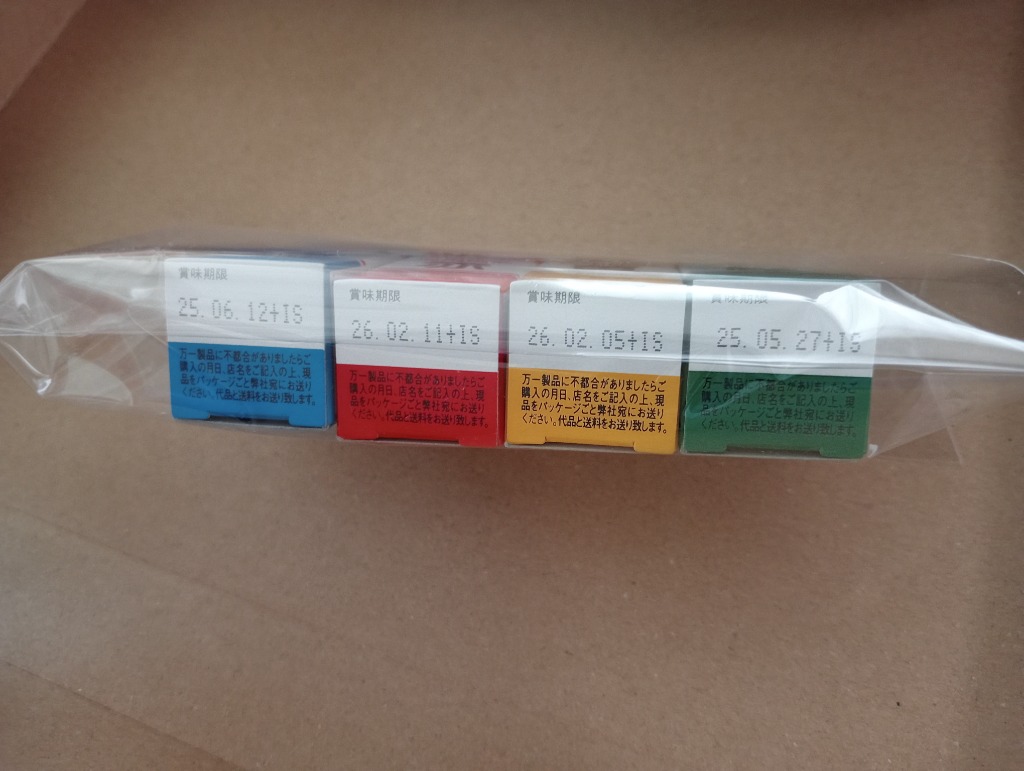 賞味期限
25.06.12+IS
万一製品に不都合がありましたらご
購入の月日、店名をご記入の上、現
品をパッケージごと弊社宛にお送り
ください。代品と送料をお送り致します。
賞味期限
26.02.11+IS
万一製品に不都合がありましたらご
購入の月日、店名をご記入の上、現
品をパッケージごと弊社宛にお送り
ください。代品と送料をお送り致します。
賞味期限
26.02.05+IS
万一製品に不都合がありましたらご
購入の月日、店名をご記入の上、現
品をパッケージごと弊社宛にお送り
ください。代品と送料をお送り致します。
賞味期限
25.05.27+IS
万一製品に不都合がありましたらご
購入の月日、店名をご記入の上、現
品をパッケージごと弊社宛にお送り
ください。代品と送料をお送り致します。